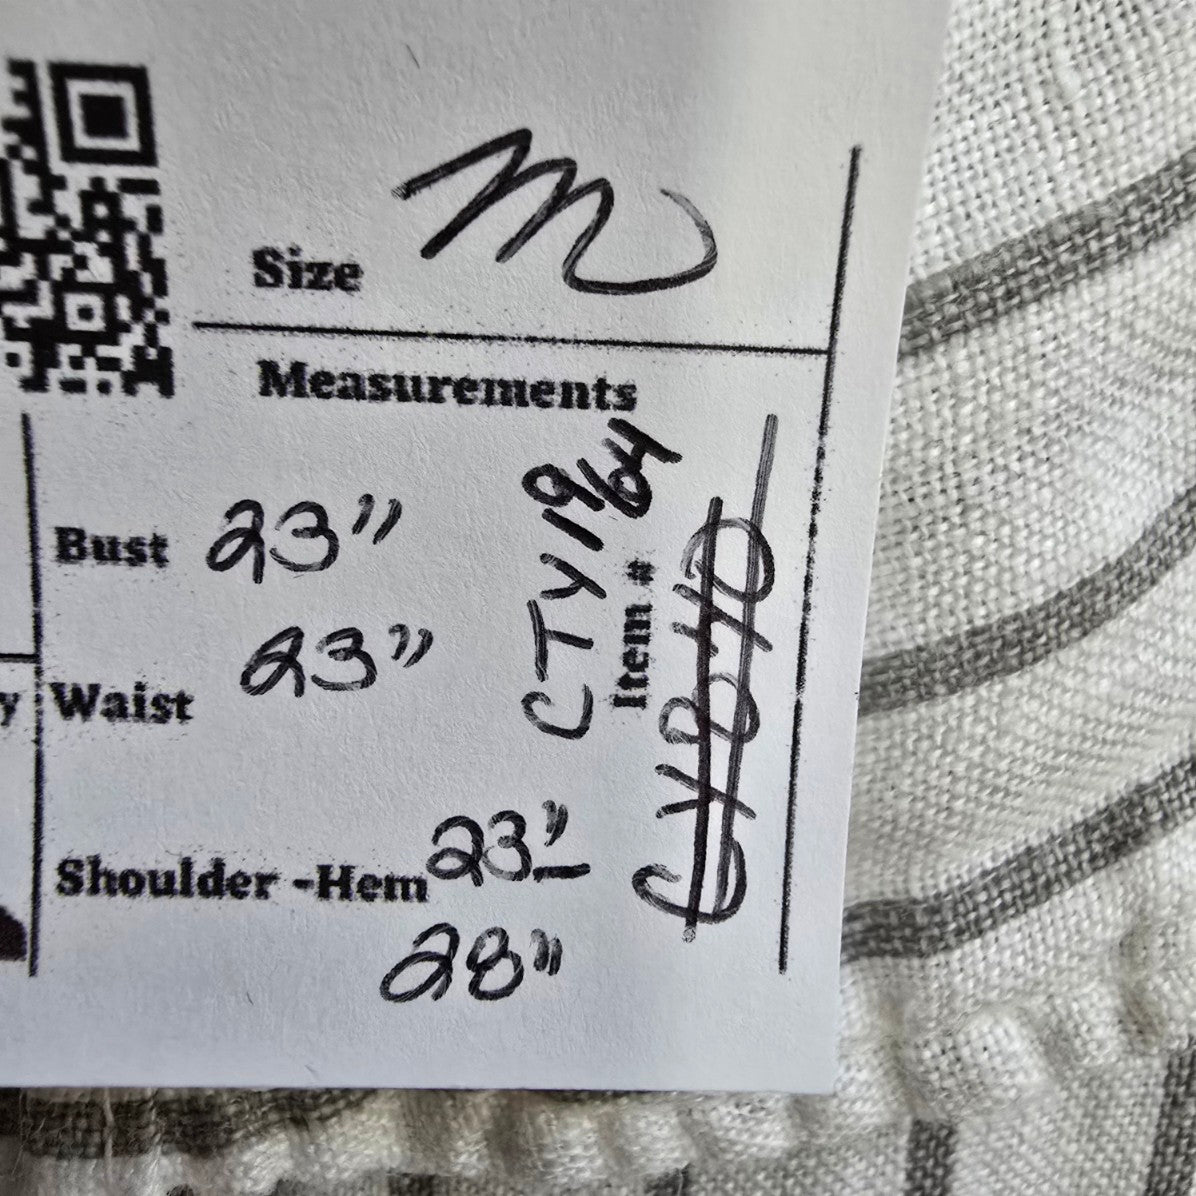 Size m
Measurements
Bust 23"
Waist 23"
Shoulder -Hem 23"-
28"
CTY1964
Item #
y